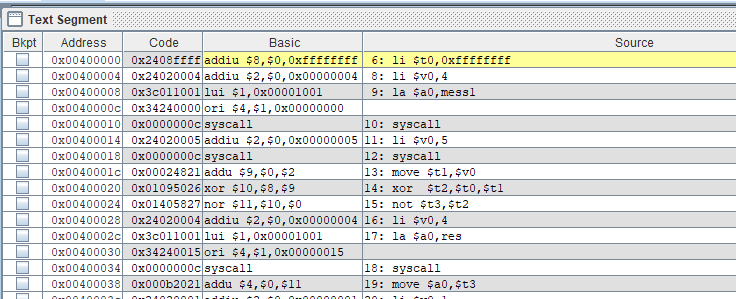 Text Segment
Bkpt Address Code Basic Source
0x00400000 0x2408ffff addiu $8,$0,0xffffffff 6: li $t0,0xffffffff
0x00400004 0x24020004 addiu $2,$0,0x00000004 8: li $v0,4
0x00400008 0x3c011001 lui $1,0x00001001 9: la $a0,mess1
0x0040000c 0x34240000 ori $4,$1,0x00000000
0x00400010 0x0000000c syscall 10: syscall
0x00400014 0x24020005 addiu $2,$0,0x00000005 11: li $v0,5
0x00400018 0x0000000c syscall 12: syscall
0x0040001c 0x00024821 addu $9,$0,$2 13: move $t1,$v0
0x00400020 0x01095026 xor $10,$8,$9 14: xor $t2,$t0,$t1
0x00400024 0x01405827 nor $11,$10,$0 15: not $t3,$t2
0x00400028 0x24020004 addiu $2,$0,0x00000004 16: li $v0,4
0x0040002c 0x3c011001 lui $1,0x00001001 17: la $a0,res
0x00400030 0x34240015 ori $4,$1,0x00000015
0x00400034 0x0000000c syscall 18: syscall
0x00400038 0x000b2021 addu $4,$0,$11 19: move $a0,$t3